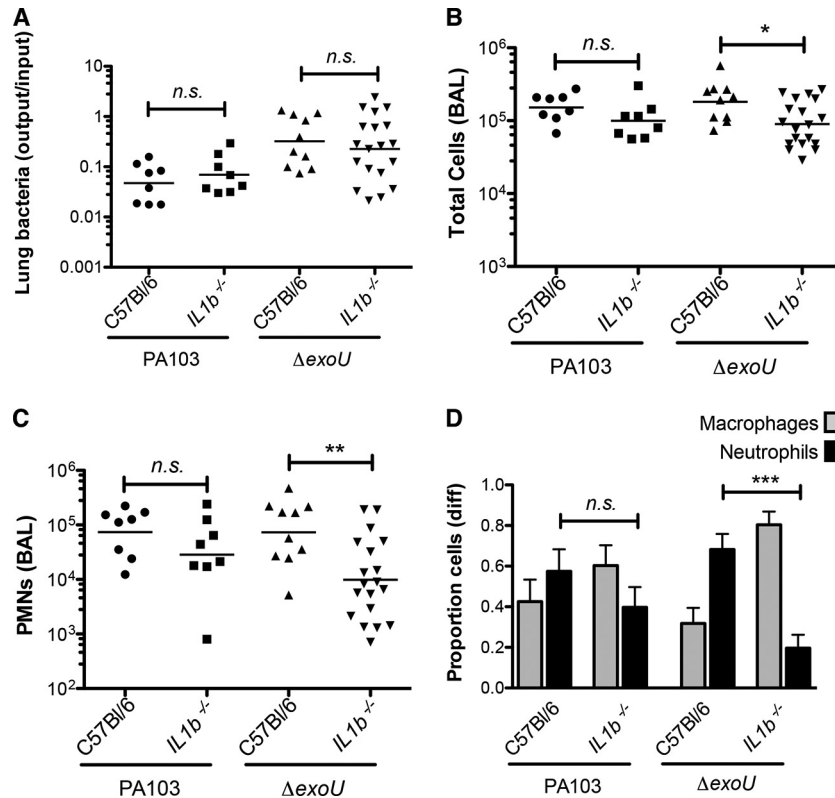 A
Lung bacteria (output/input)
10
1
0.1
0.01
0.001
n.s.
n.s.
C57Bl/6
IL1b -/-
C57Bl/6
IL1b -/-
PA103
ΔexoU
B
Total Cells (BAL)
10⁶
10⁵
10⁴
10³
n.s.
*
C57Bl/6
IL1b -/-
C57Bl/6
IL1b -/-
PA103
ΔexoU
C
PMNs (BAL)
10⁶
10⁵
10⁴
10³
10²
n.s.
**
C57Bl/6
IL1b -/-
C57Bl/6
IL1b -/-
PA103
ΔexoU
D
Macrophages
Neutrophils
Proportion cells (diff)
1.0
0.8
0.6
0.4
0.2
0.0
n.s.
***
C57Bl/6
IL1b -/-
C57Bl/6
IL1b -/-
PA103
ΔexoU